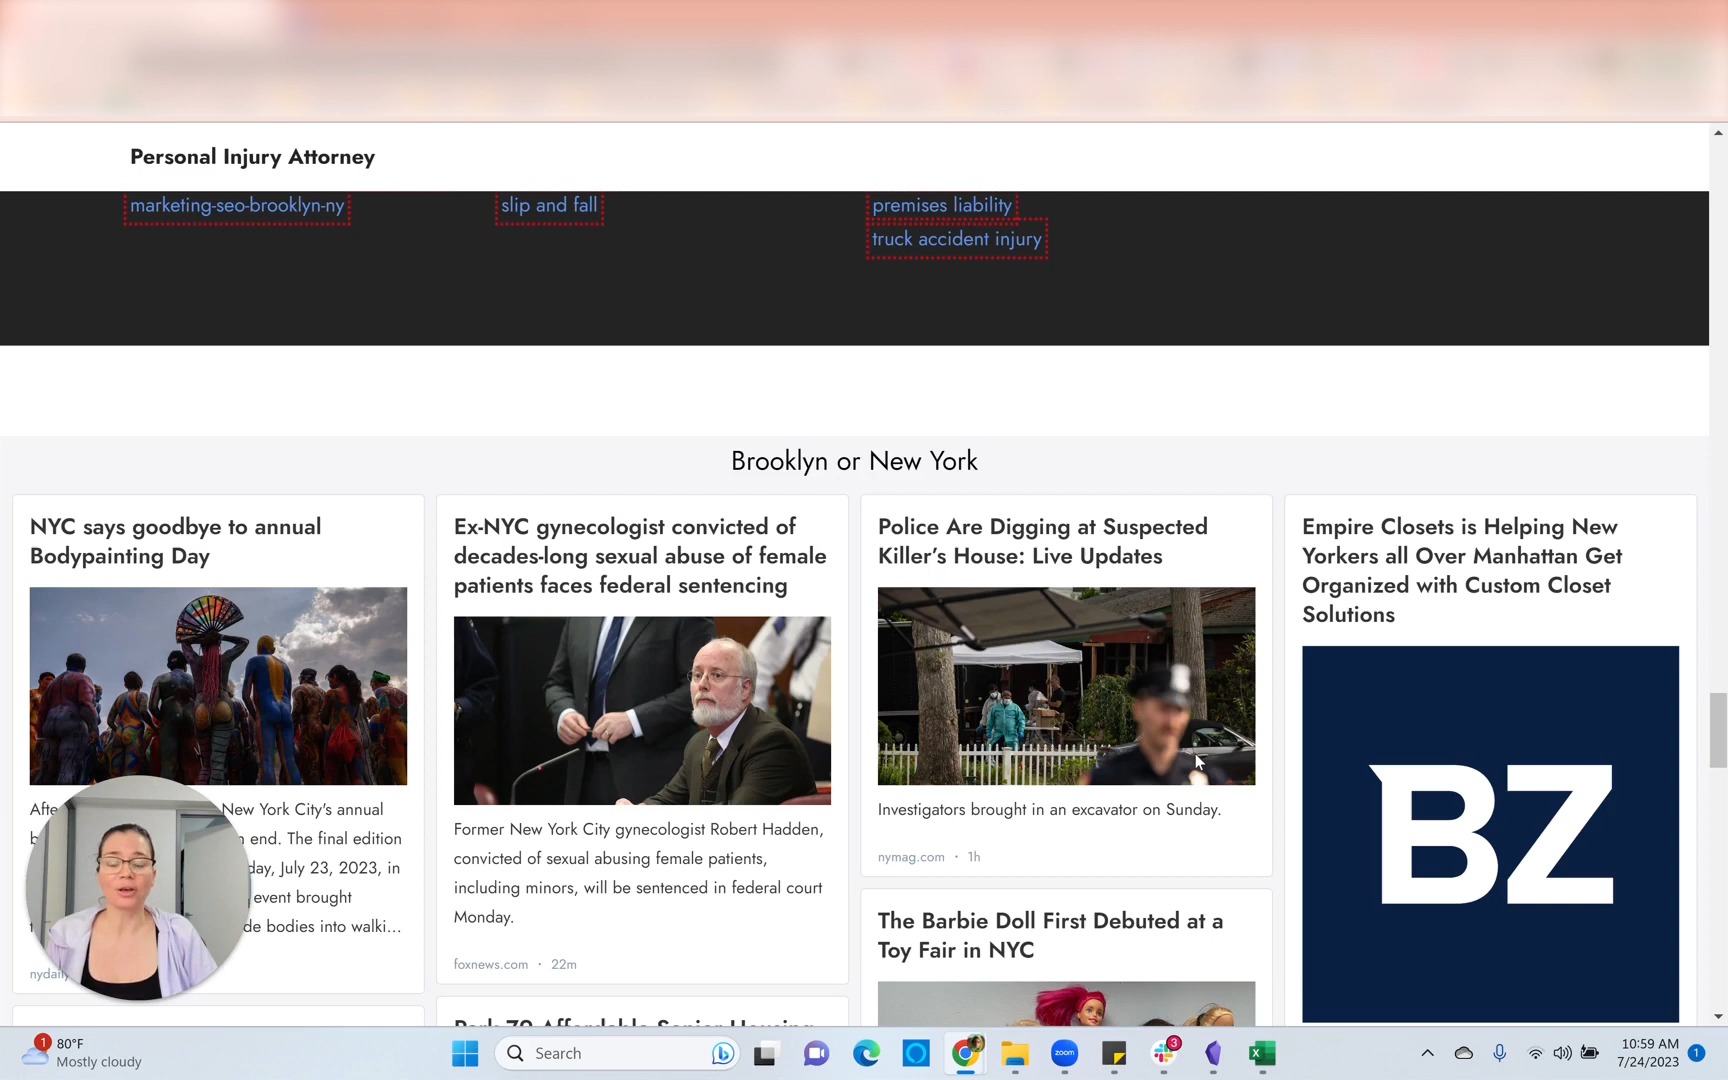 Personal Injury Attorney
marketing-seo-brooklyn-ny
slip and fall
premises liability
truck accident injury
Brooklyn or New York
NYC says goodbye to annual
Bodypainting Day
New York City's annual
end. The final edition
day, July 23, 2023, in
event brought
bodies into walki...
Ex-NYC gynecologist convicted of
decades-long sexual abuse of female
patients faces federal sentencing
Former New York City gynecologist Robert Hadden,
convicted of sexual abusing female patients,
including minors, will be sentenced in federal court
Monday.
foxnews.com · 22m
Police Are Digging at Suspected
Killer's House: Live Updates
Investigators brought in an excavator on Sunday.
nymag.com · 1h
The Barbie Doll First Debuted at a
Toy Fair in NYC
Empire Closets is Helping New
Yorkers all Over Manhattan Get
Organized with Custom Closet
Solutions
BZ
1
80°F
Mostly cloudy
Search
zoom
3
10:59 AM
7/24/2023
1